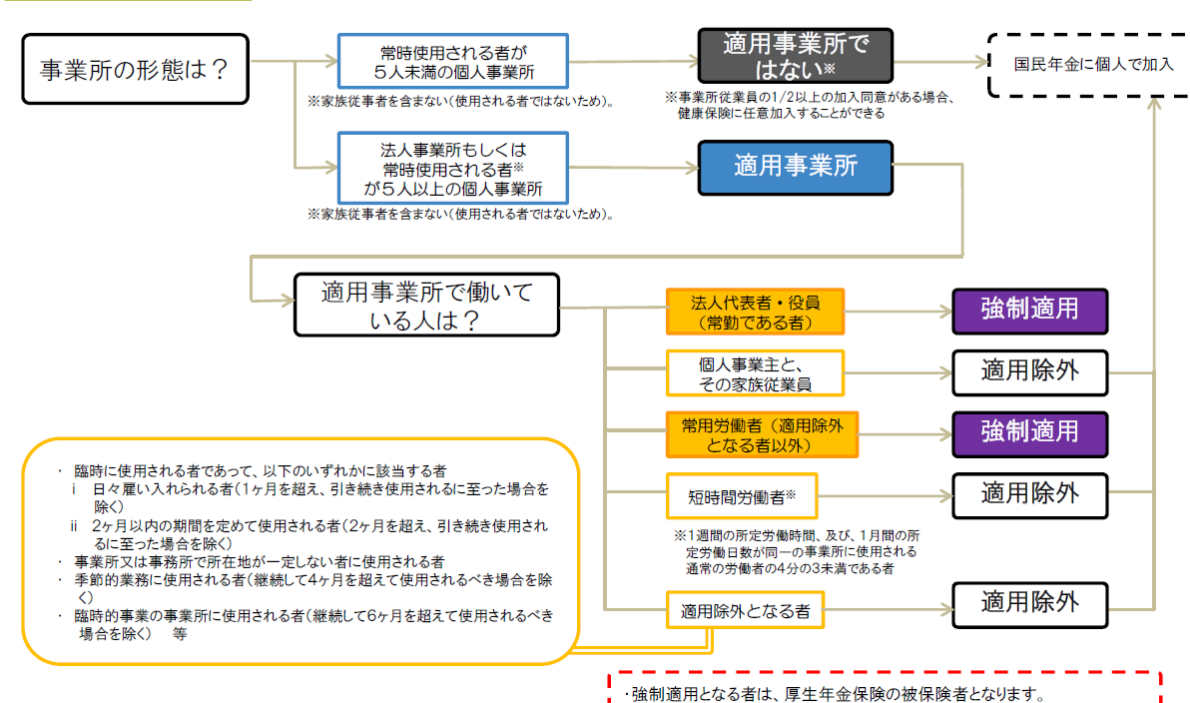 事業所の形態は？
常時使用される者が
５人未満の個人事業所
※家族従事者を含まない（使用される者ではないため）。
適用事業所で
はない※
※事業所従業員の1/2以上の加入同意がある場合、
健康保険に任意加入することができる
国民年金に個人で加入
法人事業所もしくは
常時使用される者※
が５人以上の個人事業所
※家族従事者を含まない（使用される者ではないため）。
適用事業所
適用事業所で働いて
いる人は？
法人代表者・役員
（常勤である者）
強制適用
個人事業主と、
その家族従業員
適用除外
常用労働者（適用除外
となる者以外）
強制適用
短時間労働者※
適用除外
※１週間の所定労働時間、及び、１月間の所
定労働日数が同一の事業所に使用される
通常の労働者の４分の３未満である者
適用除外となる者
適用除外
・ 臨時に使用される者であって、以下のいずれかに該当する者
ⅰ 日々雇い入れられる者（１ヶ月を超え、引き続き使用されるに至った場合を
除く）
ⅱ ２ヶ月以内の期間を定めて使用される者（２ヶ月を超え、引き続き使用され
るに至った場合を除く）
・ 事業所又は事務所で所在地が一定しない者に使用される者
・ 季節的業務に使用される者（継続して４ヶ月を超えて使用されるべき場合を除
く）
・ 臨時的事業の事業所に使用される者（継続して６ヶ月を超えて使用されるべき
場合を除く） 等
・強制適用となる者は、厚生年金保険の被保険者となります。